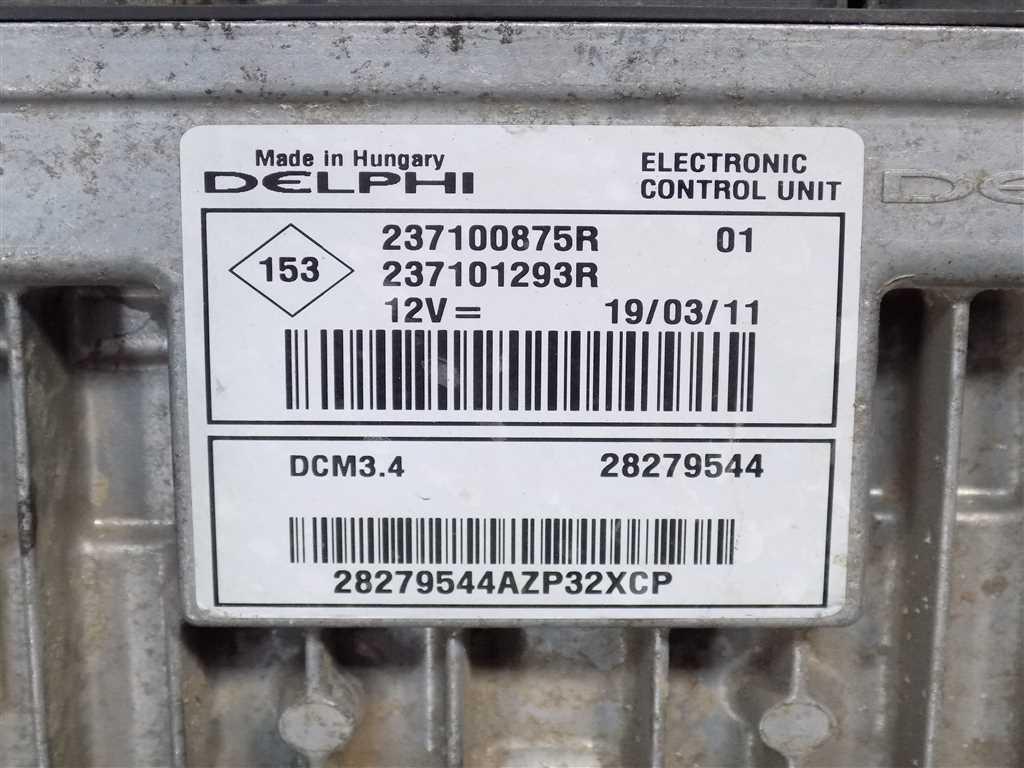 Made in Hungary
DELPHI
ELECTRONIC
CONTROL UNIT
153
237100875R 01
237101293R
12V = 19/03/11
DCM3.4 28279544
28279544AZP32XCP